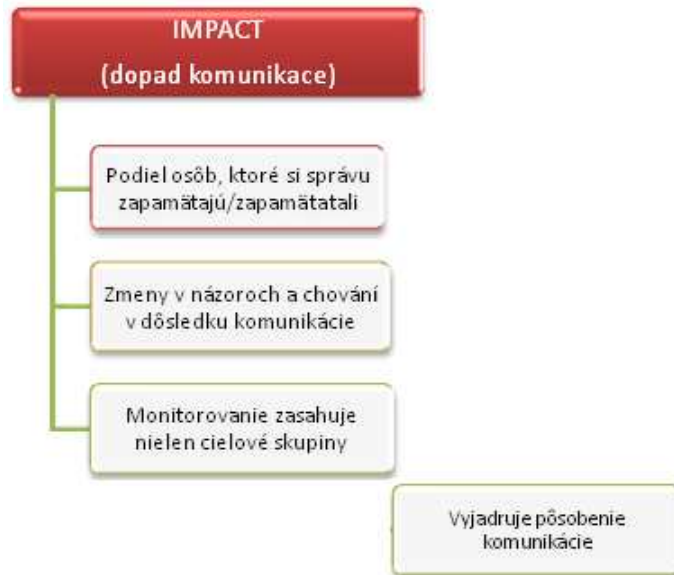 IMPACT
(dopad komunikace)
Podiel osôb, ktoré si správu
zapamätajú/zapamätatali
Zmeny v názoroch a chování
v dôsledku komunikácie
Monitorovanie zasahuje
nielen cielové skupiny
Vyjadruje pôsobenie
komunikácie